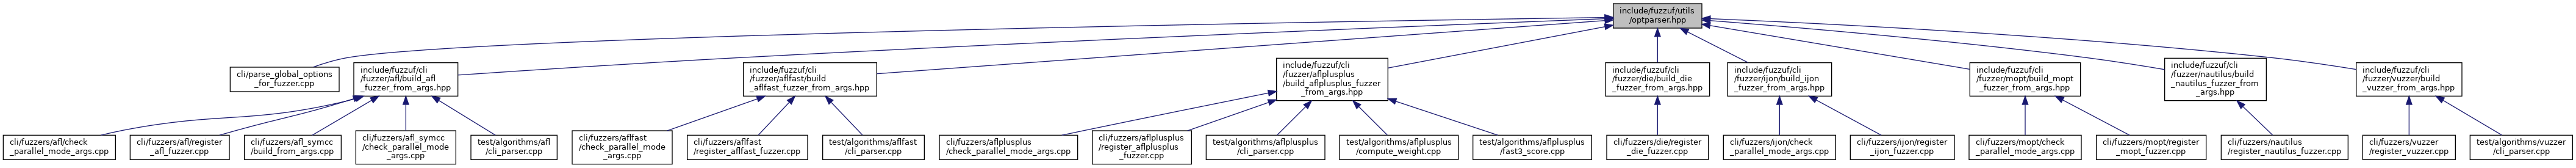 include/fuzzuf/utils
/optparser.hpp
cli/parse_global_options
_for_fuzzer.cpp
include/fuzzuf/cli
/fuzzer/afl/build_afl
_fuzzer_from_args.hpp
include/fuzzuf/cli
/fuzzer/aflfast/build
_aflfast_fuzzer_from_args.hpp
include/fuzzuf/cli
/fuzzer/aflplusplus
/build_aflplusplus_fuzzer
_from_args.hpp
include/fuzzuf/cli
/fuzzer/die/build_die
_fuzzer_from_args.hpp
include/fuzzuf/cli
/fuzzer/ijon/build_ijon
_fuzzer_from_args.hpp
include/fuzzuf/cli
/fuzzer/mopt/build_mopt
_fuzzer_from_args.hpp
include/fuzzuf/cli
/fuzzer/nautilus/build
_nautilus_fuzzer_from
_args.hpp
include/fuzzuf/cli
/fuzzer/vuzzer/build
_vuzzer_from_args.hpp
cli/fuzzers/afl/check
_parallel_mode_args.cpp
cli/fuzzers/afl/register
_afl_fuzzer.cpp
cli/fuzzers/afl_symcc
/build_from_args.cpp
cli/fuzzers/afl_symcc
/check_parallel_mode
_args.cpp
test/algorithms/afl
/cli_parser.cpp
cli/fuzzers/aflfast
/check_parallel_mode
_args.cpp
cli/fuzzers/aflfast
/register_aflfast_fuzzer.cpp
test/algorithms/aflfast
/cli_parser.cpp
cli/fuzzers/aflplusplus
/check_parallel_mode_args.cpp
cli/fuzzers/aflplusplus
/register_aflplusplus
_fuzzer.cpp
test/algorithms/aflplusplus
/cli_parser.cpp
test/algorithms/aflplusplus
/compute_weight.cpp
test/algorithms/aflplusplus
/fast3_score.cpp
cli/fuzzers/die/register
_die_fuzzer.cpp
cli/fuzzers/ijon/check
_parallel_mode_args.cpp
cli/fuzzers/ijon/register
_ijon_fuzzer.cpp
cli/fuzzers/mopt/check
_parallel_mode_args.cpp
cli/fuzzers/mopt/register
_mopt_fuzzer.cpp
cli/fuzzers/nautilus
/register_nautilus_fuzzer.cpp
cli/fuzzers/vuzzer
/register_vuzzer.cpp
test/algorithms/vuzzer
/cli_parser.cpp